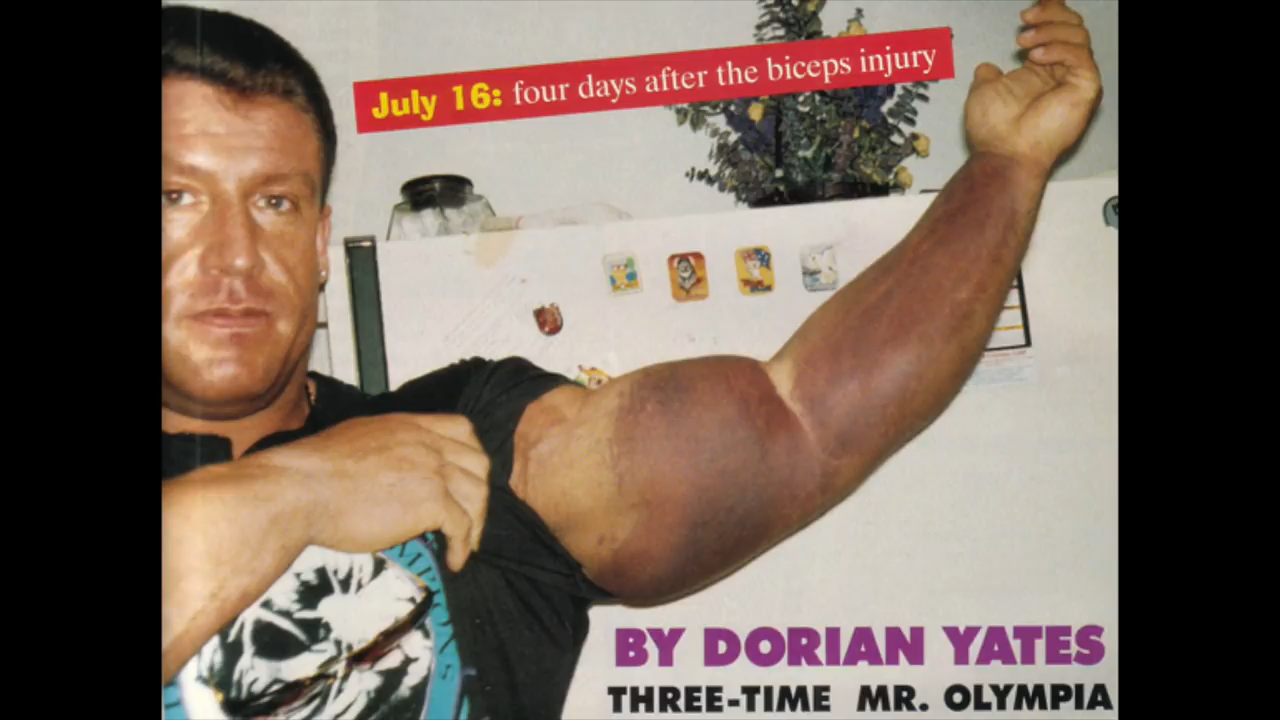 July 16: four days after the biceps injury
BY DORIAN YATES
THREE-TIME MR. OLYMPIA